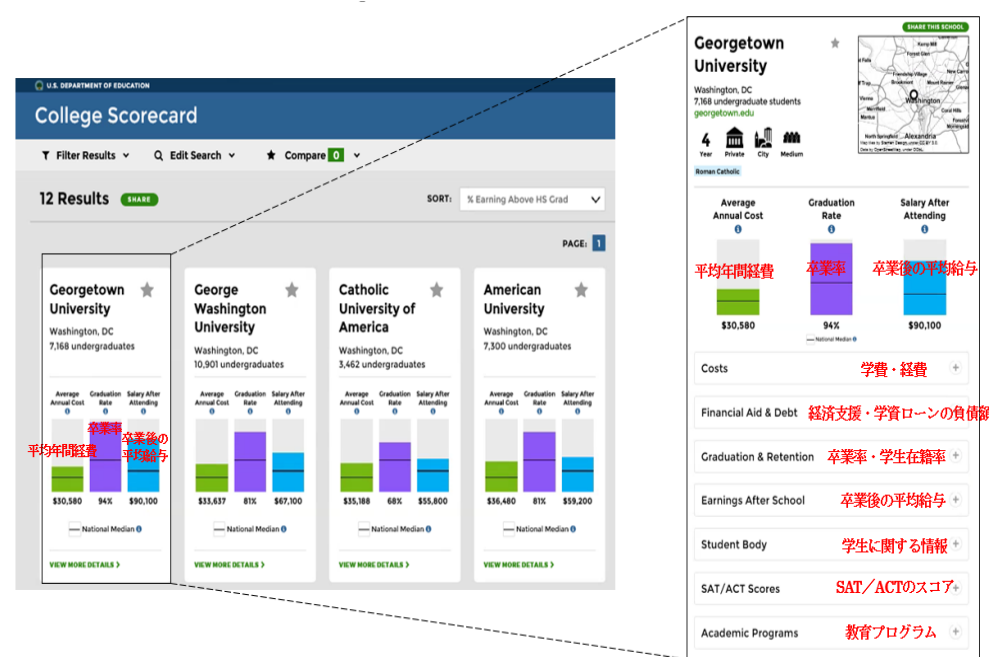 U.S. DEPARTMENT OF EDUCATION
College Scorecard
Filter Results
Edit Search
Compare 0
12 Results
SHARE
SORT:
% Earning Above HS Grad
PAGE: 1
Georgetown
University
Washington, DC
7,168 undergraduates
Average
Annual Cost
Graduation
Rate
Salary After
Attending
平均年間経費
卒業率
卒業後の
平均給与
$30,580
94%
$90,100
National Median
VIEW MORE DETAILS
George
Washington
University
Washington, DC
10,901 undergraduates
Average
Annual Cost
Graduation
Rate
Salary After
Attending
$33,637
81%
$67,100
National Median
VIEW MORE DETAILS
Catholic
University of
America
Washington, DC
3,462 undergraduates
Average
Annual Cost
Graduation
Rate
Salary After
Attending
$35,188
68%
$55,800
National Median
VIEW MORE DETAILS
American
University
Washington, DC
7,300 undergraduates
Average
Annual Cost
Graduation
Rate
Salary After
Attending
$36,480
81%
$59,200
National Median
VIEW MORE DETAILS
SHARE THIS SCHOOL
Georgetown
University
Washington, DC
7,168 undergraduate students
georgetown.edu
4
Year
Private
City
Medium
Roman Catholic
Kemp Mill
Friendship Village
Mount Rainier
Washington
Coral Hills
North Springfield
Alexandria
Average
Annual Cost
Graduation
Rate
Salary After
Attending
平均年間経費
卒業率
卒業後の平均給与
$30,580
94%
$90,100
National Median
Costs
学費・経費
Financial Aid & Debt
経済支援・学資ローンの負債額
Graduation & Retention
卒業率・学生在籍率
Earnings After School
卒業後の平均給与
Student Body
学生に関する情報
SAT/ACT Scores
SAT／ACTのスコア
Academic Programs
教育プログラム